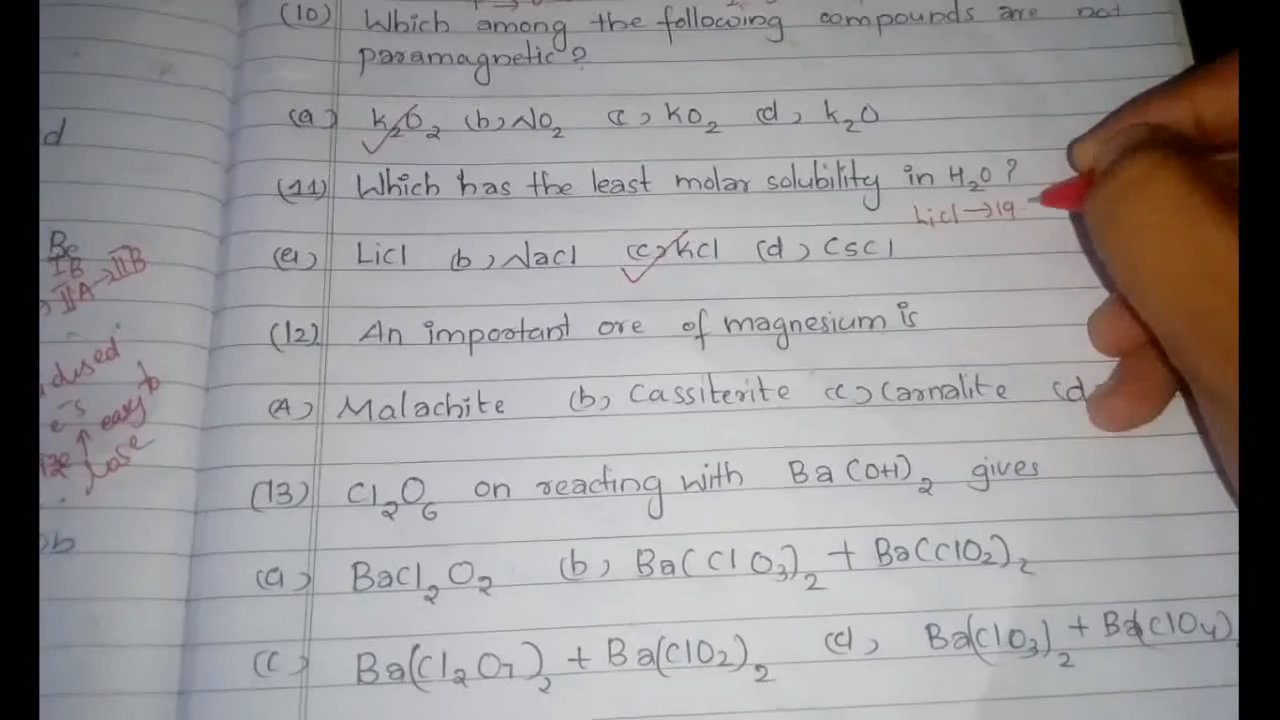 (10) Which among the following compounds are not
paramagnetic?
(a) K2O2 (b) NO2 (c) KO2 (d) K2O
d
(11) Which has the least molar solubility in H2O?
LiCl → 19
(a) LiCl (b) NaCl (c) KCl (d) CsCl
Be
IB
IIA → IIB
(12) An important ore of magnesium is
used
(A) Malachite (b) Cassiterite (c) Carnalite (d
easy to
lose
(13) Cl2O6 on reacting with Ba(OH)2 gives
b
(a) BaCl2O2 (b) Ba(ClO3)2 + Ba(ClO2)2
(c) Ba(Cl2O7)2 + Ba(ClO2)2 (d) Ba(ClO3)2 + Ba(ClO4)